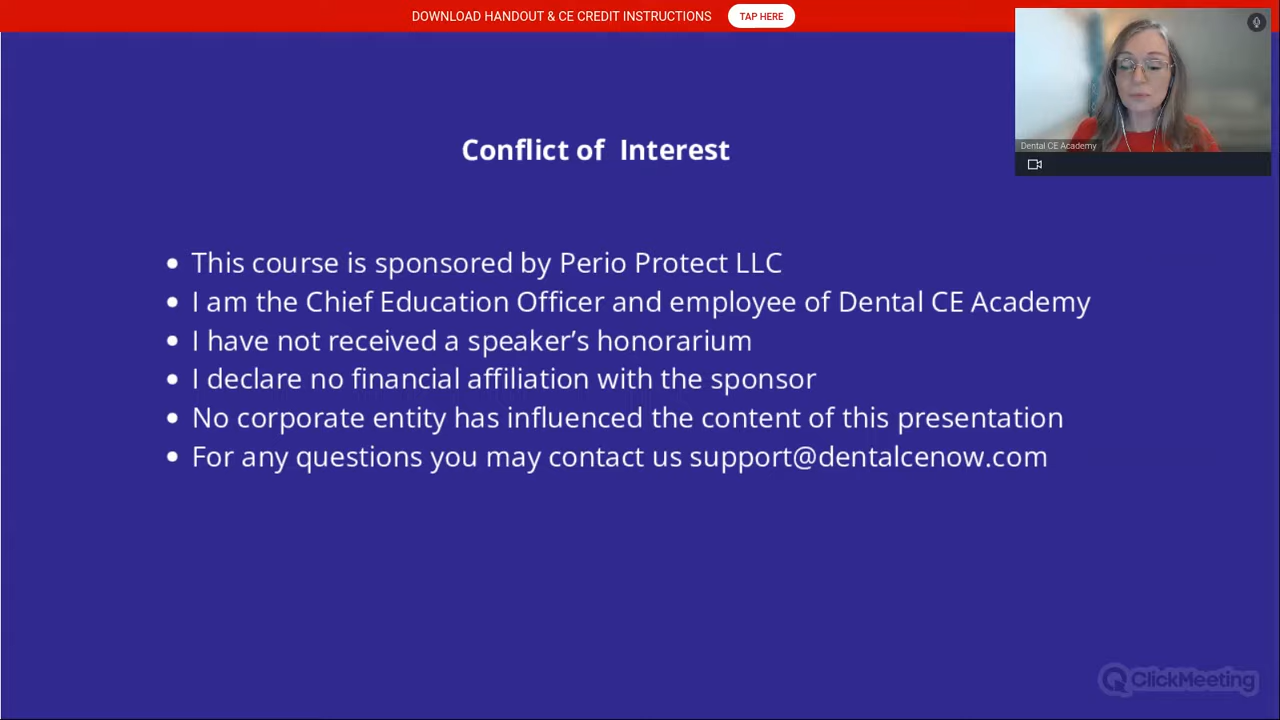 DOWNLOAD HANDOUT & CE CREDIT INSTRUCTIONS TAP HERE
Dental CE Academy
Conflict of Interest
• This course is sponsored by Perio Protect LLC
• I am the Chief Education Officer and employee of Dental CE Academy
• I have not received a speaker’s honorarium
• I declare no financial affiliation with the sponsor
• No corporate entity has influenced the content of this presentation
• For any questions you may contact us support@dentalcenow.com
ClickMeeting